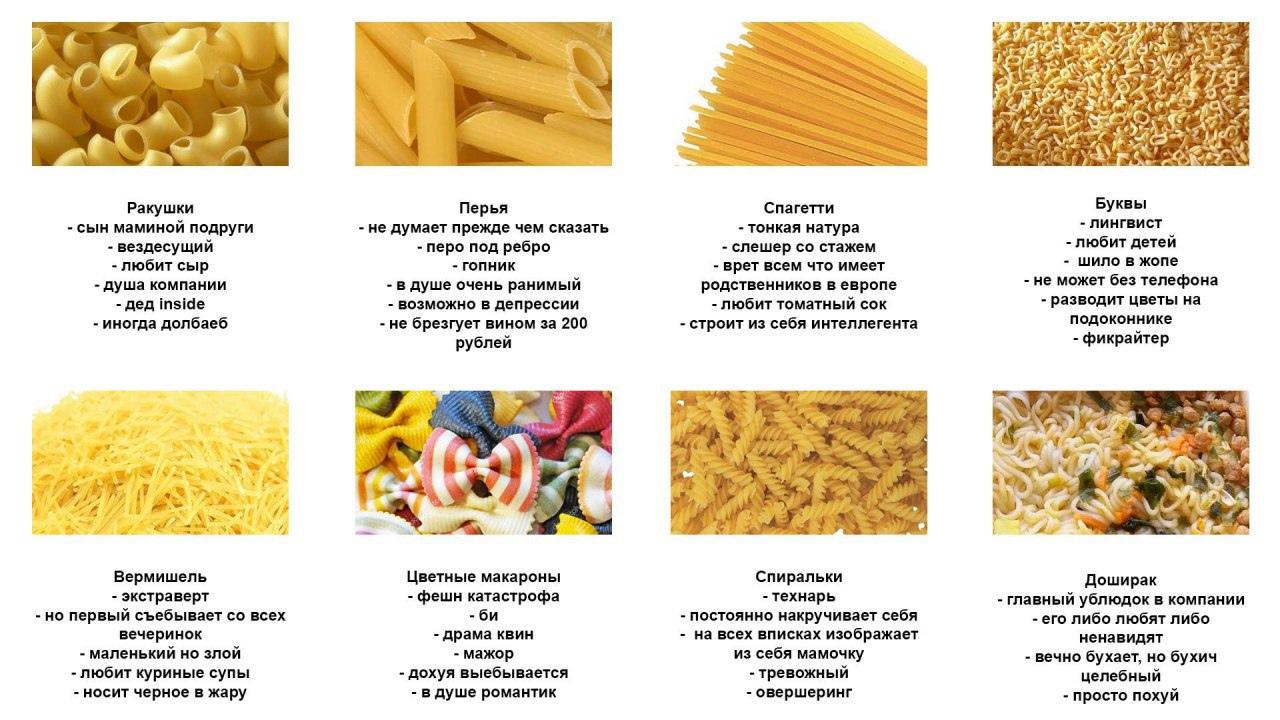 Ракушки
- сын маминой подруги
- вездесущий
- любит сыр
- душа компании
- дед inside
- иногда долбаеб
Перья
- не думает прежде чем сказать
- перо под ребро
- гопник
- в душе очень ранимый
- возможно в депрессии
- не брезгует вином за 200
рублей
Спагетти
- тонкая натура
- слешер со стажем
- врет всем что имеет
родственников в европе
- любит томатный сок
- строит из себя интеллегента
Буквы
- лингвист
- любит детей
- шило в жопе
- не может без телефона
- разводит цветы на
подоконнике
- фикрайтер
Вермишель
- экстраверт
- но первый съебывает со всех
вечеринок
- маленький но злой
- любит куриные супы
- носит черное в жару
Цветные макароны
- фешн катастрофа
- би
- драма квин
- мажор
- дохуя выебывается
- в душе романтик
Спиральки
- технарь
- постоянно накручивает себя
- на всех вписках изображает
из себя мамочку
- тревожный
- овершеринг
Доширак
- главный ублюдок в компании
- его либо любят либо
ненавидят
- вечно бухает, но бухич
целебный
- просто похуй